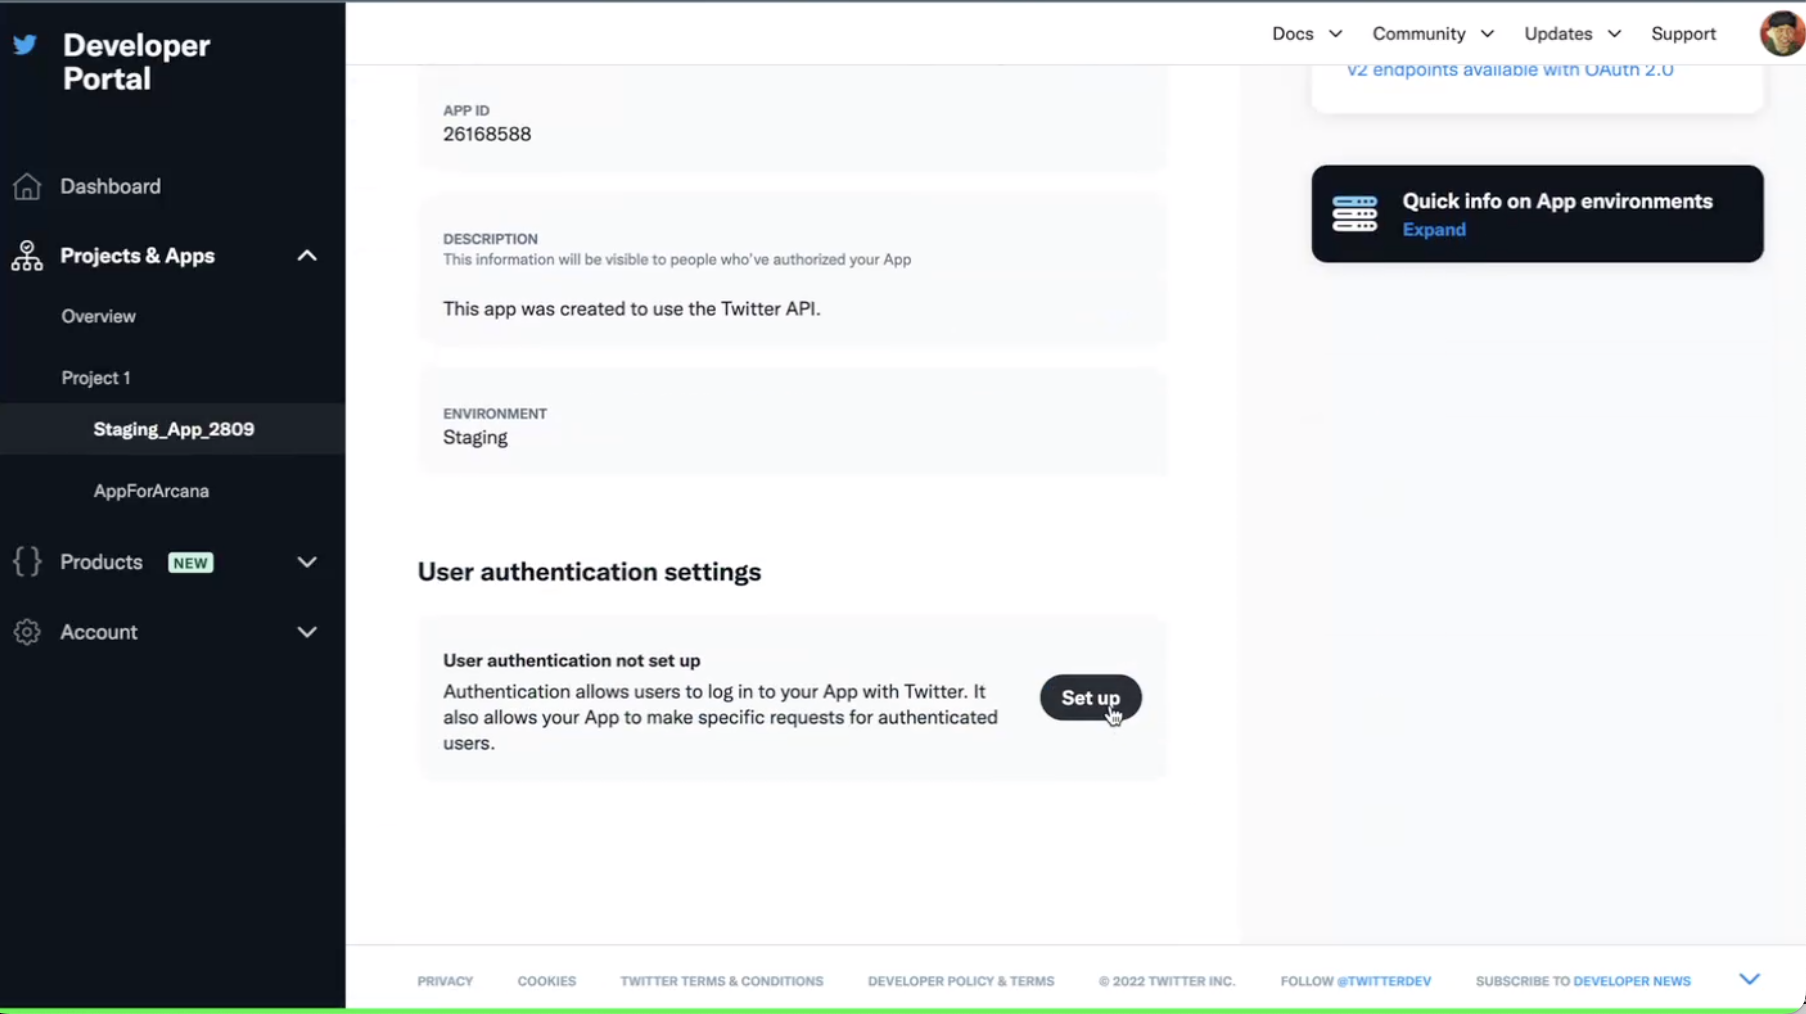 Developer
Portal
Docs
Community
Updates
Support
Dashboard
Projects & Apps
Overview
Project 1
Staging_App_2809
AppForArcana
Products NEW
Account
APP ID
26168588
DESCRIPTION
This information will be visible to people who've authorized your App
This app was created to use the Twitter API.
ENVIRONMENT
Staging
User authentication settings
User authentication not set up
Authentication allows users to log in to your App with Twitter. It
also allows your App to make specific requests for authenticated
users.
Set up
v2 endpoints available with OAuth 2.0
Quick info on App environments
Expand
PRIVACY
COOKIES
TWITTER TERMS & CONDITIONS
DEVELOPER POLICY & TERMS
© 2022 TWITTER INC.
FOLLOW @TWITTERDEV
SUBSCRIBE TO DEVELOPER NEWS